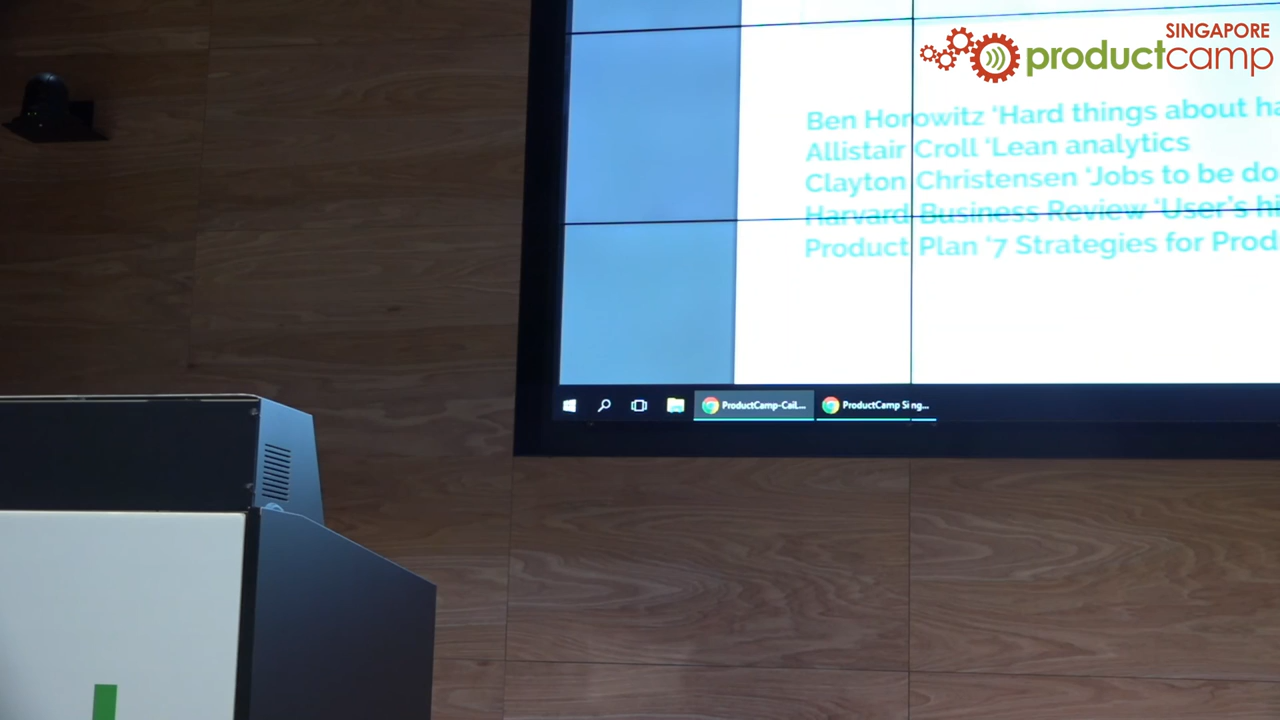 SINGAPORE
productcamp
Ben Horowitz ‘Hard things about ha
Allistair Croll ‘Lean analytics
Clayton Christensen ‘Jobs to be do
Harvard Business Review ‘User’s hi
Product Plan ‘7 Strategies for Prod
ProductCamp-CaiL... ProductCamp Sing...